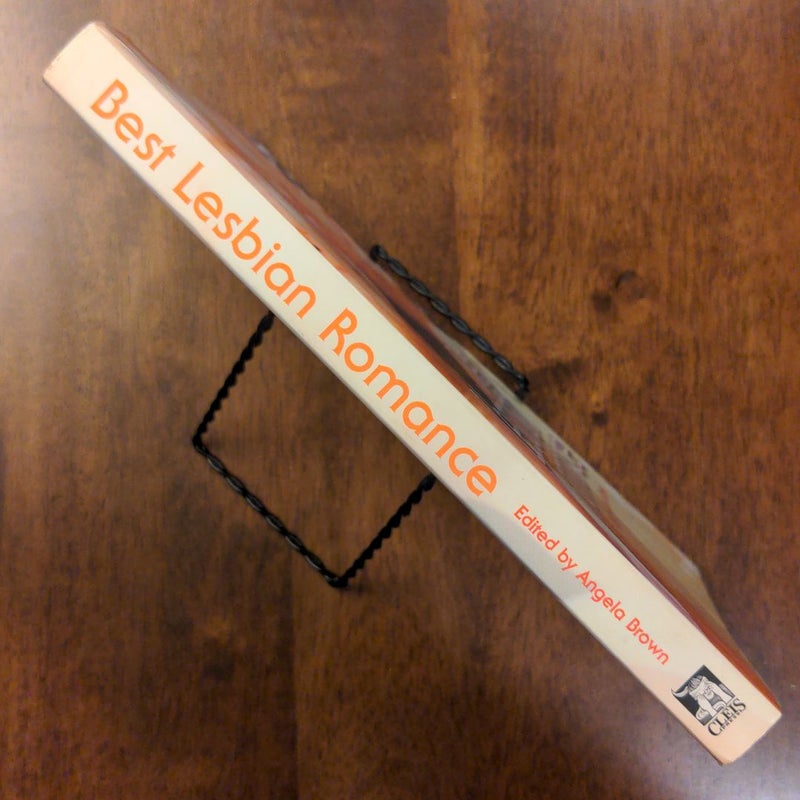 Best Lesbian Romance
Edited by Angela Brown
CLEIS